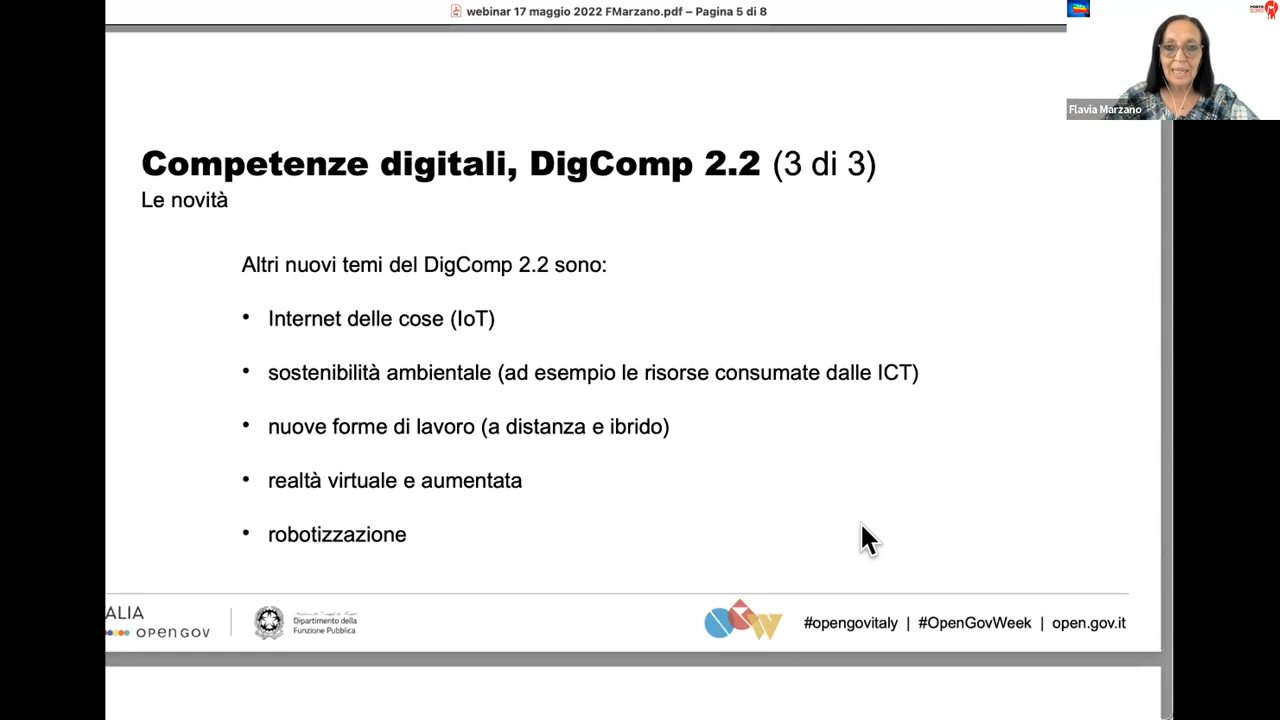 webinar 17 maggio 2022 FMarzano.pdf – Pagina 5 di 8
Flavia Marzano
Competenze digitali, DigComp 2.2 (3 di 3)
Le novità
Altri nuovi temi del DigComp 2.2 sono:
• Internet delle cose (IoT)
• sostenibilità ambientale (ad esempio le risorse consumate dalle ICT)
• nuove forme di lavoro (a distanza e ibrido)
• realtà virtuale e aumentata
• robotizzazione
ALIA
OPENGOV
Dipartimento della
Funzione Pubblica
OGW
#opengovitaly | #OpenGovWeek | open.gov.it